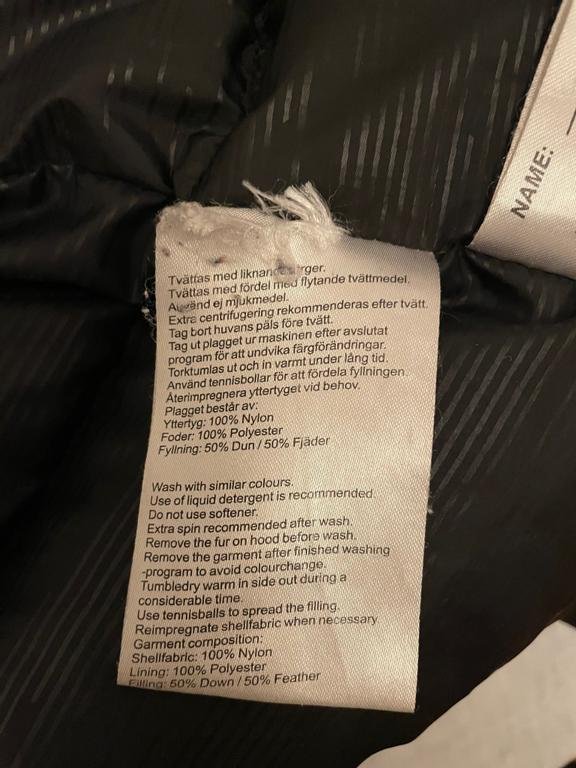 NAME:
Tvättas med färger.
Tvättas med fördel med flytande tvättmedel.
Använd ej mjukmedel.
Extra centrifugering rekommenderas efter tvätt.
Tag bort huvans päls före tvätt.
Tag ut plagget ur maskinen efter avslutat
program för att undvika färgförändringar.
Torktumlas ut och in varmt under lång tid.
Använd tennisbollar för att fördela fyllningen.
Återimpregnera yttertyget vid behov.
Plagget består av:
Yttertyg: 100% Nylon
Foder: 100% Polyester
Fyllning: 50% Dun / 50% Fjäder
Wash with similar colours.
Use of liquid detergent is recommended.
Do not use softener.
Extra spin recommended after wash.
Remove the fur on hood before wash.
Remove the garment after finished washing
-program to avoid colourchange.
Tumbledry warm in side out during a
considerable time.
Use tennisballs to spread the filling.
Reimpregnate shellfabric when necessary.
Garment composition:
Shellfabric: 100% Nylon
Lining: 100% Polyester
Filling: 50% Down / 50% Feather